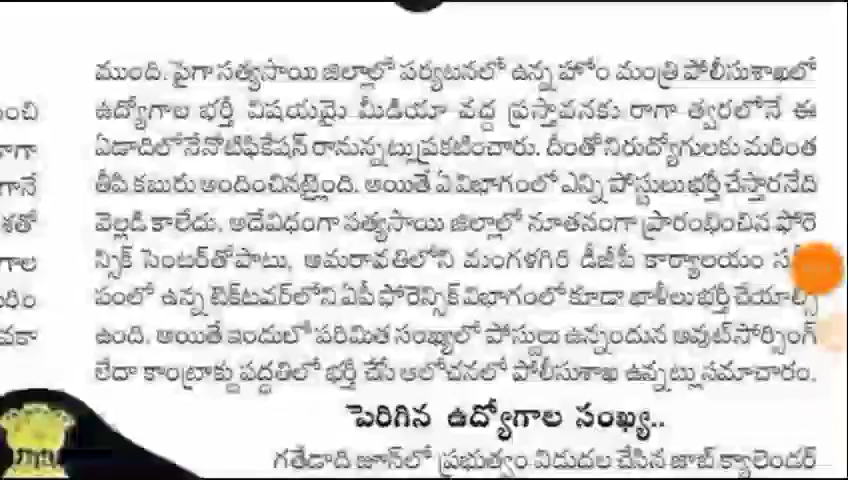 ముంది. పైగా సత్యసాయి జిల్లాలో పర్యటనలో ఉన్న హోం మంత్రి పోలీసుశాఖలో
ంచి ఉద్యోగాల భర్తీ విషయమై మీడియా వద్ద ప్రస్తావనకు రాగా త్వరలోనే ఈ
ఏడాదిలోనే నోటిఫికేషన్ రానున్నట్లు ప్రకటించారు. దీంతో నిరుద్యోగులకు మరింత
గానే తీపి కబురు అందించినట్లైంది. అయితే ఏ విభాగంలో ఎన్ని పోస్టులు భర్తీ చేస్తారనేది
శతో వెల్లడి కాలేదు. అదేవిధంగా సత్యసాయి జిల్లాల్లో నూతనంగా ప్రారంభించిన ఫోరె
గాల న్సిక్ సెంటర్‌తోపాటు, అమరావతిలోని మంగళగిరి డీజీపీ కార్యాలయం
పంలో ఉన్న టెక్‌టవర్‌లోని ఏపీ ఫోరెన్సిక్ విభాగంలో కూడా ఖాళీలు భర్తీ చేయాల్సి
ఉంది. అయితే ఇందులో పరిమిత సంఖ్యలో పోస్టులు ఉన్నందున అవుట్‌సోర్సింగ్
లేదా కాంట్రాక్టు పద్దతిలో భర్తీ చేసే ఆలోచనలో పోలీసుశాఖ ఉన్నట్లు సమాచారం.
పెరిగిన ఉద్యోగాల సంఖ్య..
గతేడాది జూన్‌లో ప్రభుత్వం విడుదల చేసిన జాబ్ క్యాలెండర్